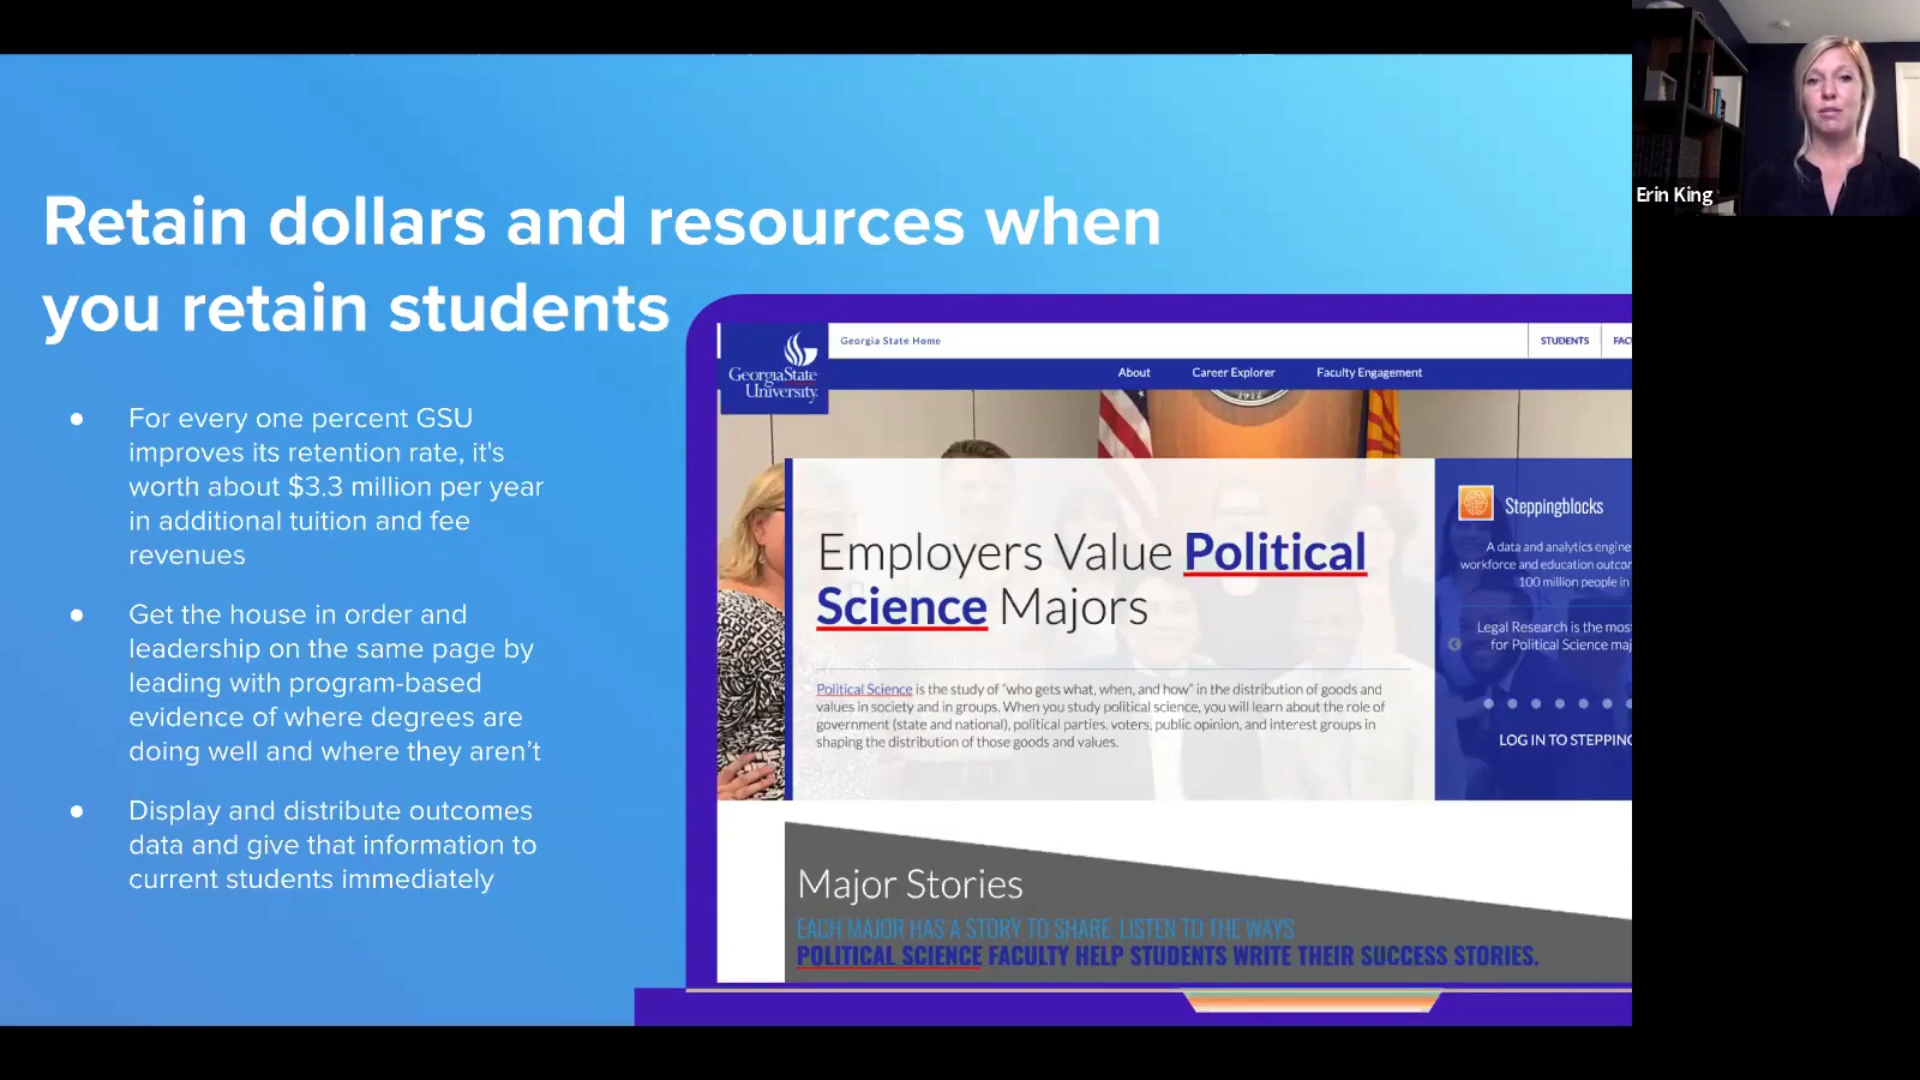 Retain dollars and resources when
you retain students
● For every one percent GSU
improves its retention rate, it's
worth about $3.3 million per year
in additional tuition and fee
revenues
● Get the house in order and
leadership on the same page by
leading with program-based
evidence of where degrees are
doing well and where they aren’t
● Display and distribute outcomes
data and give that information to
current students immediately
Georgia State Home
STUDENTS
FAC
GeorgiaState
University
About
Career Explorer
Faculty Engagement
1912
Employers Value Political
Science Majors
Political Science is the study of "who gets what, when, and how" in the distribution of goods and
values in society and in groups. When you study political science, you will learn about the role of
government (state and national), political parties, voters, public opinion, and interest groups in
shaping the distribution of those goods and values.
Steppingblocks
A data and analytics engine
workforce and education outcor
100 million people in
Legal Research is the mos
for Political Science maj
LOG IN TO STEPPING
Major Stories
EACH MAJOR HAS A STORY TO SHARE. LISTEN TO THE WAYS
POLITICAL SCIENCE FACULTY HELP STUDENTS WRITE THEIR SUCCESS STORIES.
Erin King